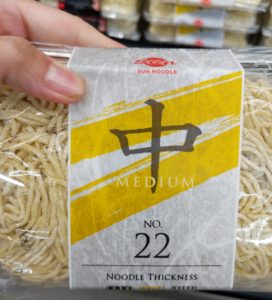 SUN NOODLE
中
MEDIUM
NO.
22
NOODLE THICKNESS